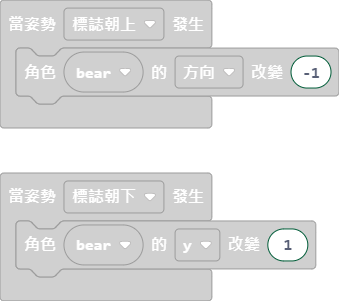 當姿勢 標誌朝上 發生
角色 bear 的 方向 改變 -1
當姿勢 標誌朝下 發生
角色 bear 的 y 改變 1